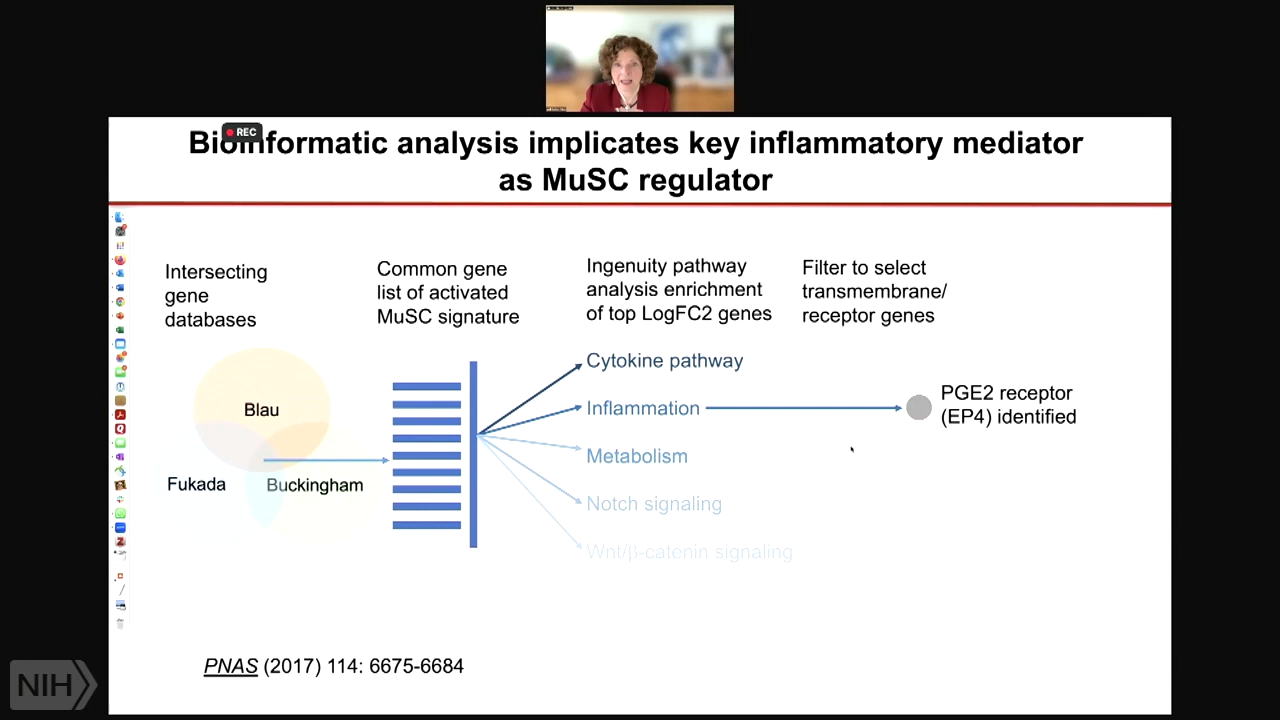 REC
Bioinformatic analysis implicates key inflammatory mediator
as MuSC regulator
Intersecting
gene
databases
Common gene
list of activated
MuSC signature
Ingenuity pathway
analysis enrichment
of top LogFC2 genes
Filter to select
transmembrane/
receptor genes
Blau
Fukada
Buckingham
Cytokine pathway
Inflammation
Metabolism
Notch signaling
Wnt/β-catenin signaling
PGE2 receptor
(EP4) identified
PNAS (2017) 114: 6675-6684
NIH